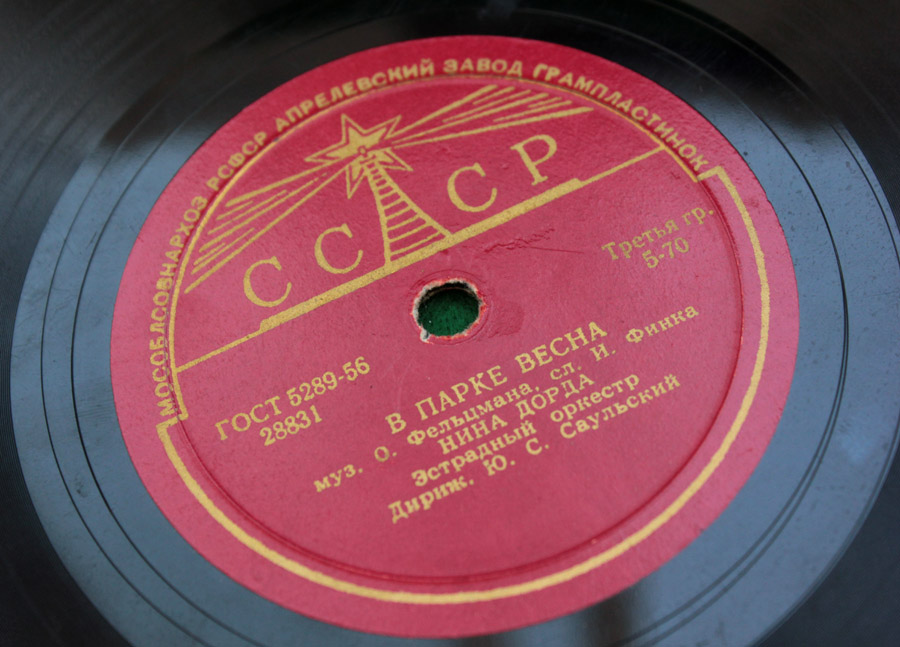 МОСОБЛСОВНАРХОЗ РСФСР АПРЕЛЕВСКИЙ ЗАВОД ГРАМПЛАСТИНОК
СССР
Третья гр.
5-70
ГОСТ 5289-56
28831
В ПАРКЕ ВЕСНА
муз. О. Фельцмана, сл. И. Финка
НИНА ДОРДА
Эстрадный оркестр
Дириж. Ю. С. Саульский